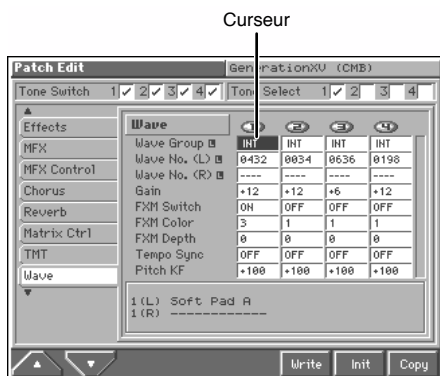 Curseur
Patch Edit GenerationXV (CMB)
Tone Switch 1 2 3 4 Tone Select 1 2 3 4
Effects
MFX
MFX Control
Chorus
Reverb
Matrix Ctrl
TMT
Wave
Wave 1 2 3 4
Wave Group INT INT INT INT
Wave No. (L) 0432 0034 0636 0198
Wave No. (R) ---- ---- ---- ----
Gain +12 +12 +6 +12
FXM Switch ON OFF OFF OFF
FXM Color 3 1 1 1
FXM Depth 0 0 0 0
Tempo Sync OFF OFF OFF OFF
Pitch KF +100 +100 +100 +100
1(L) Soft Pad A
1(R) ------------
Write Init Copy